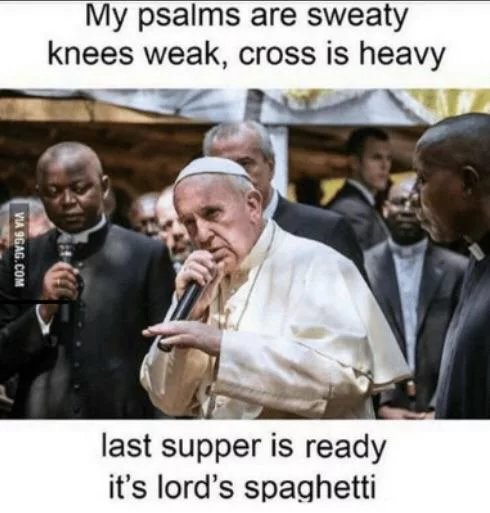 My psalms are sweaty
knees weak, cross is heavy
VIA 9GAG.COM
last supper is ready
it's lord's spaghetti